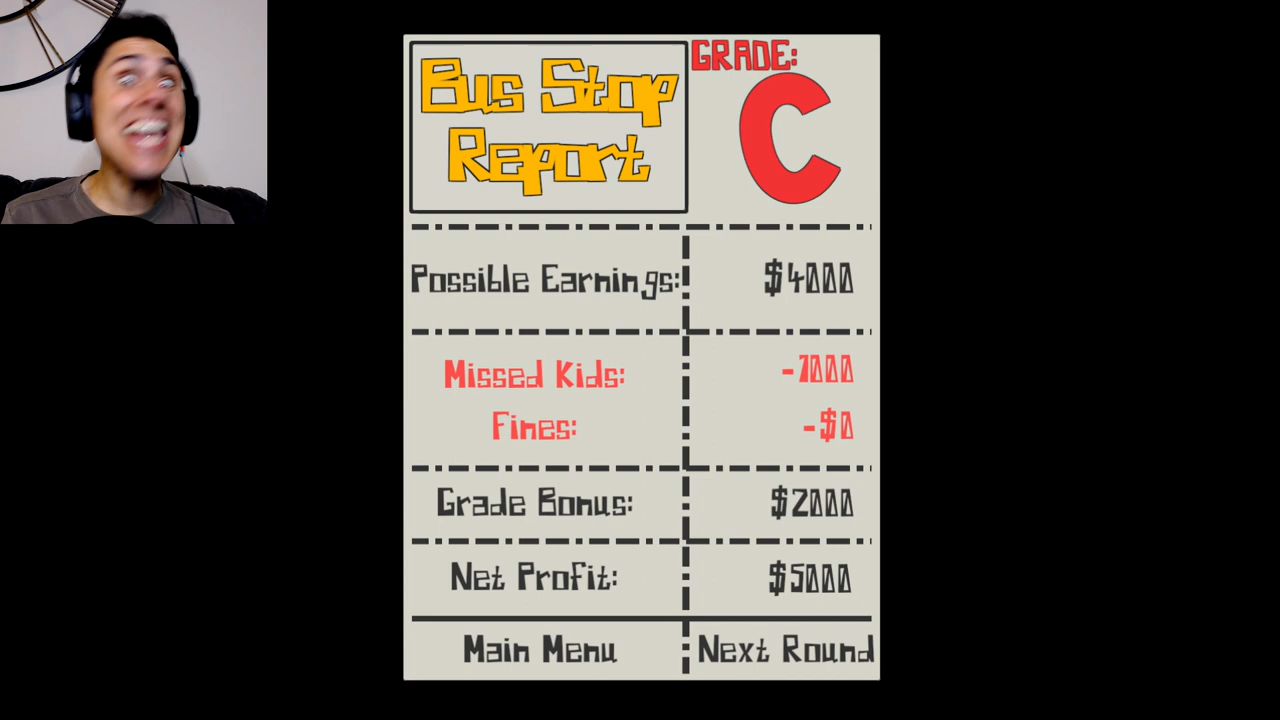 Bus Stop
Report
GRADE:
C
Possible Earnings: $4000
Missed Kids: -1000
Fines: -$0
Grade Bonus: $2000
Net Profit: $5000
Main Menu Next Round